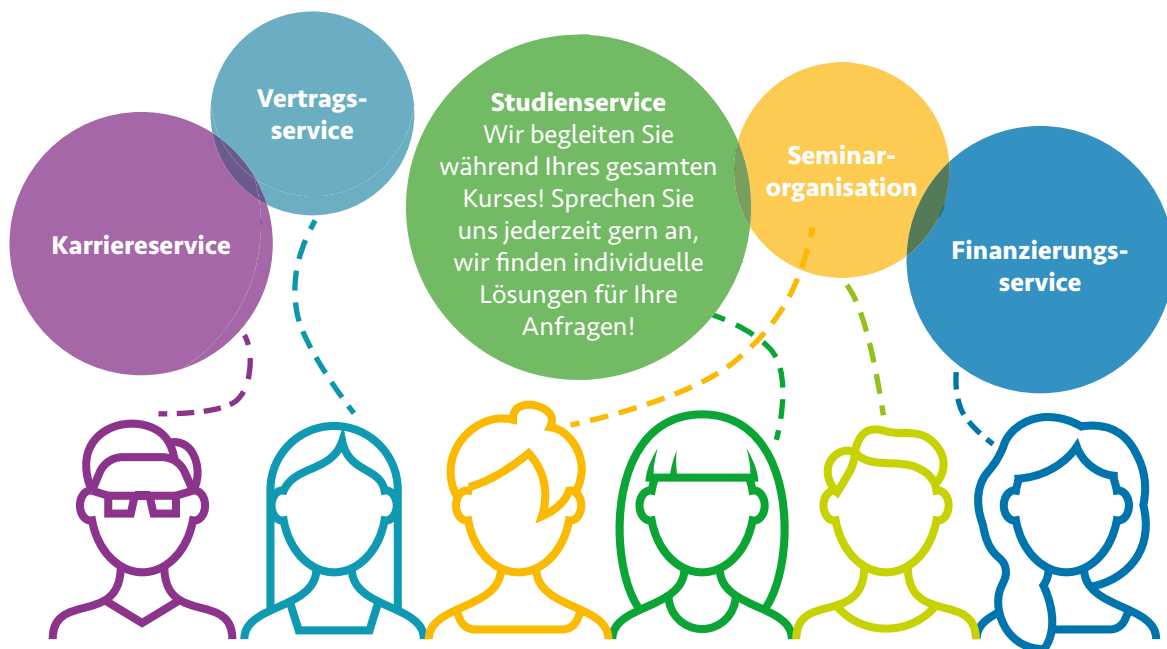 Karriereservice
Vertrags-
service
Studienservice
Wir begleiten Sie
während Ihres gesamten
Kurses! Sprechen Sie
uns jederzeit gern an,
wir finden individuelle
Lösungen für Ihre
Anfragen!
Seminar-
organisation
Finanzierungs-
service